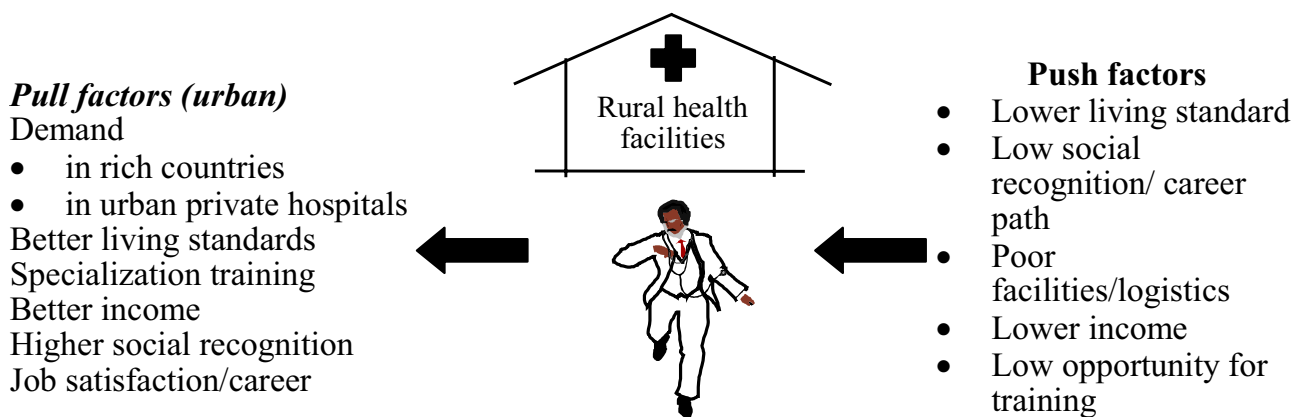 Pull factors (urban)
Demand
• in rich countries
• in urban private hospitals
Better living standards
Specialization training
Better income
Higher social recognition
Job satisfaction/career
Rural health
facilities
Push factors
• Lower living standard
• Low social
recognition/ career
path
• Poor
facilities/logistics
• Lower income
• Low opportunity for
training